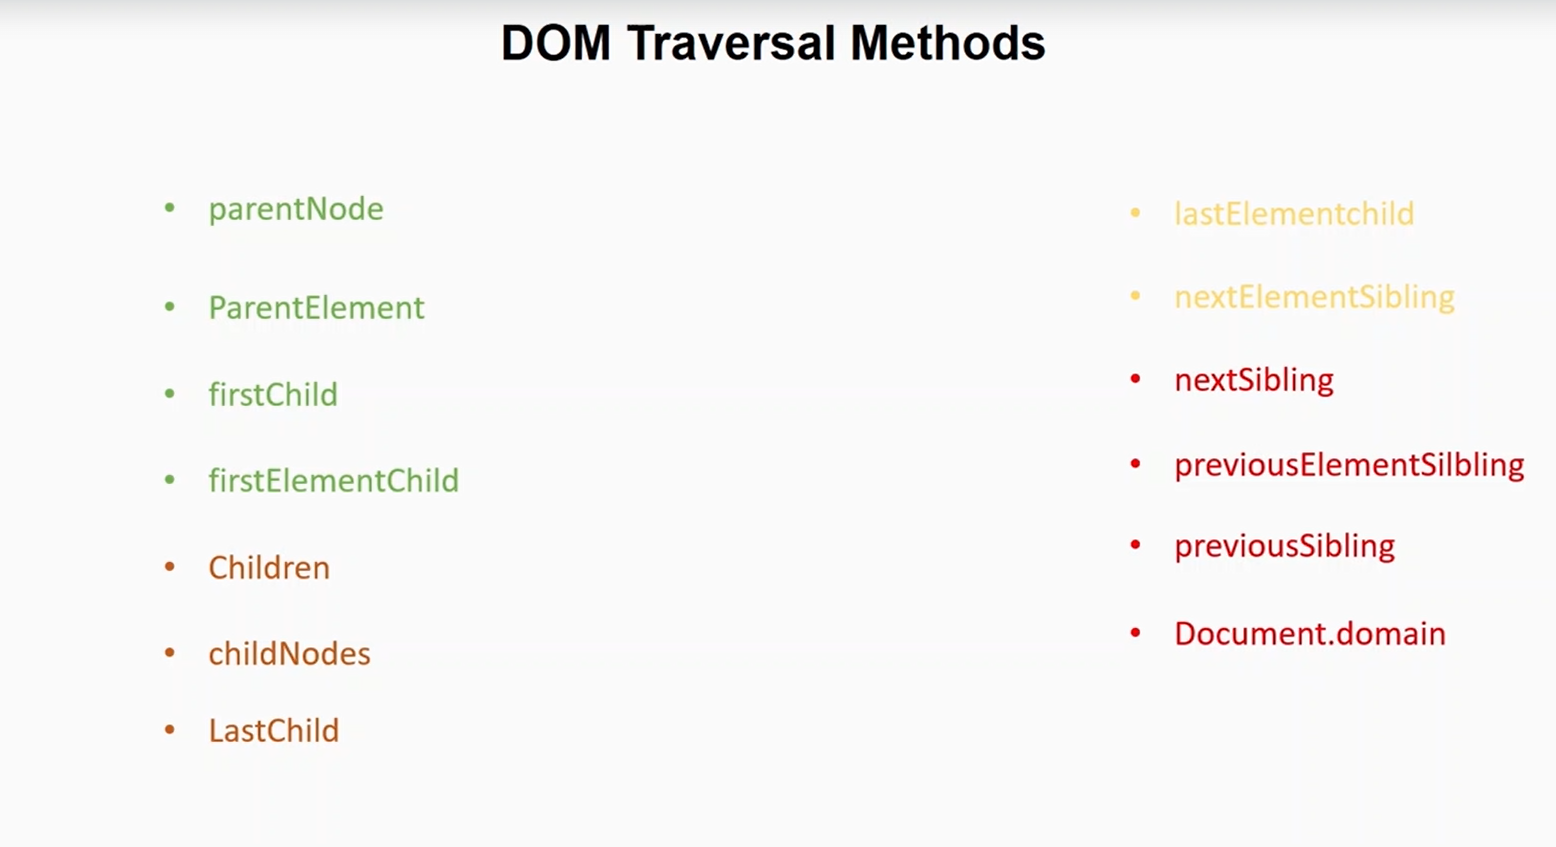 DOM Traversal Methods
• parentNode
• ParentElement
• firstChild
• firstElementChild
• Children
• childNodes
• LastChild
• lastElementchild
• nextElementSibling
• nextSibling
• previousElementSilbling
• previousSibling
• Document.domain